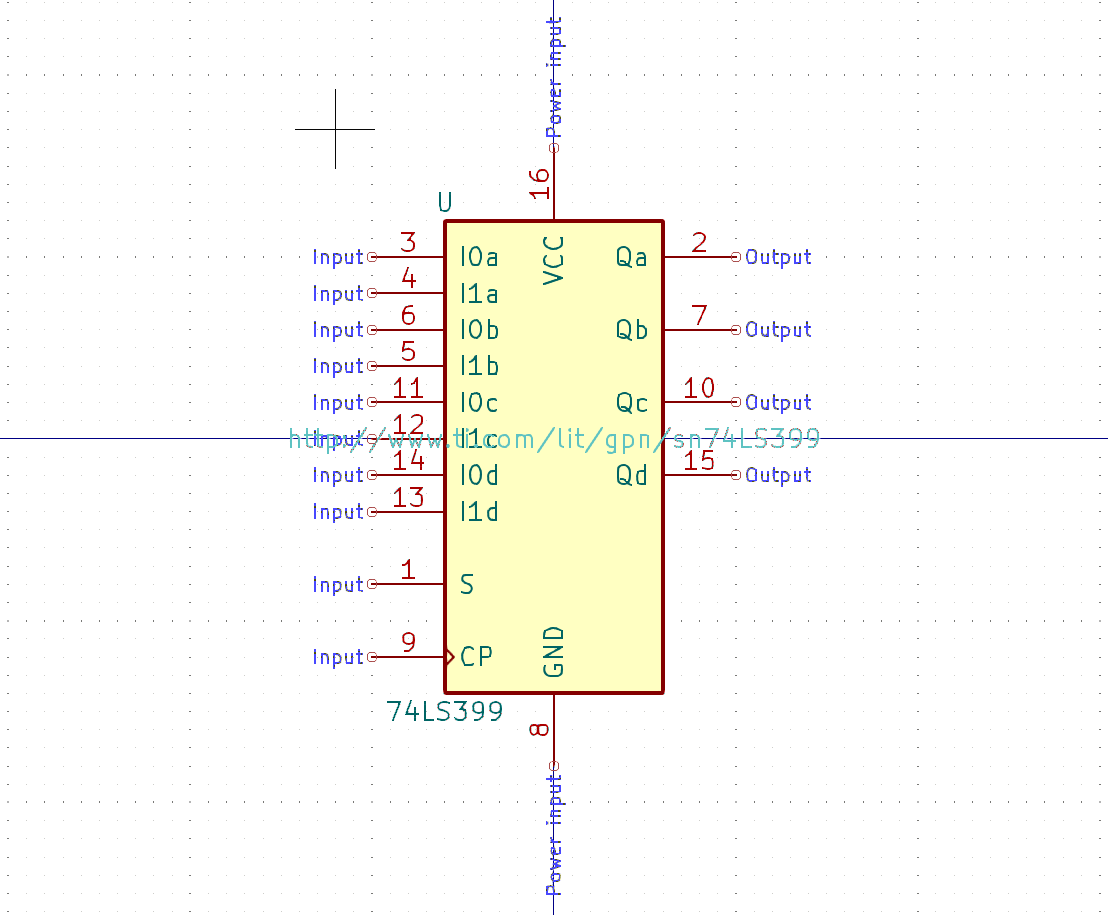 Power input
16
U
VCC
Input 3 I0a Qa 2 Output
Input 4 I1a
Input 6 I0b Qb 7 Output
Input 5 I1b
Input 11 I0c Qc 10 Output
Input 12 I1c
http://www.ti.com/lit/gpn/sn74LS399
Input 14 I0d Qd 15 Output
Input 13 I1d
Input 1 S
Input 9 CP
GND
74LS399
8
Power input